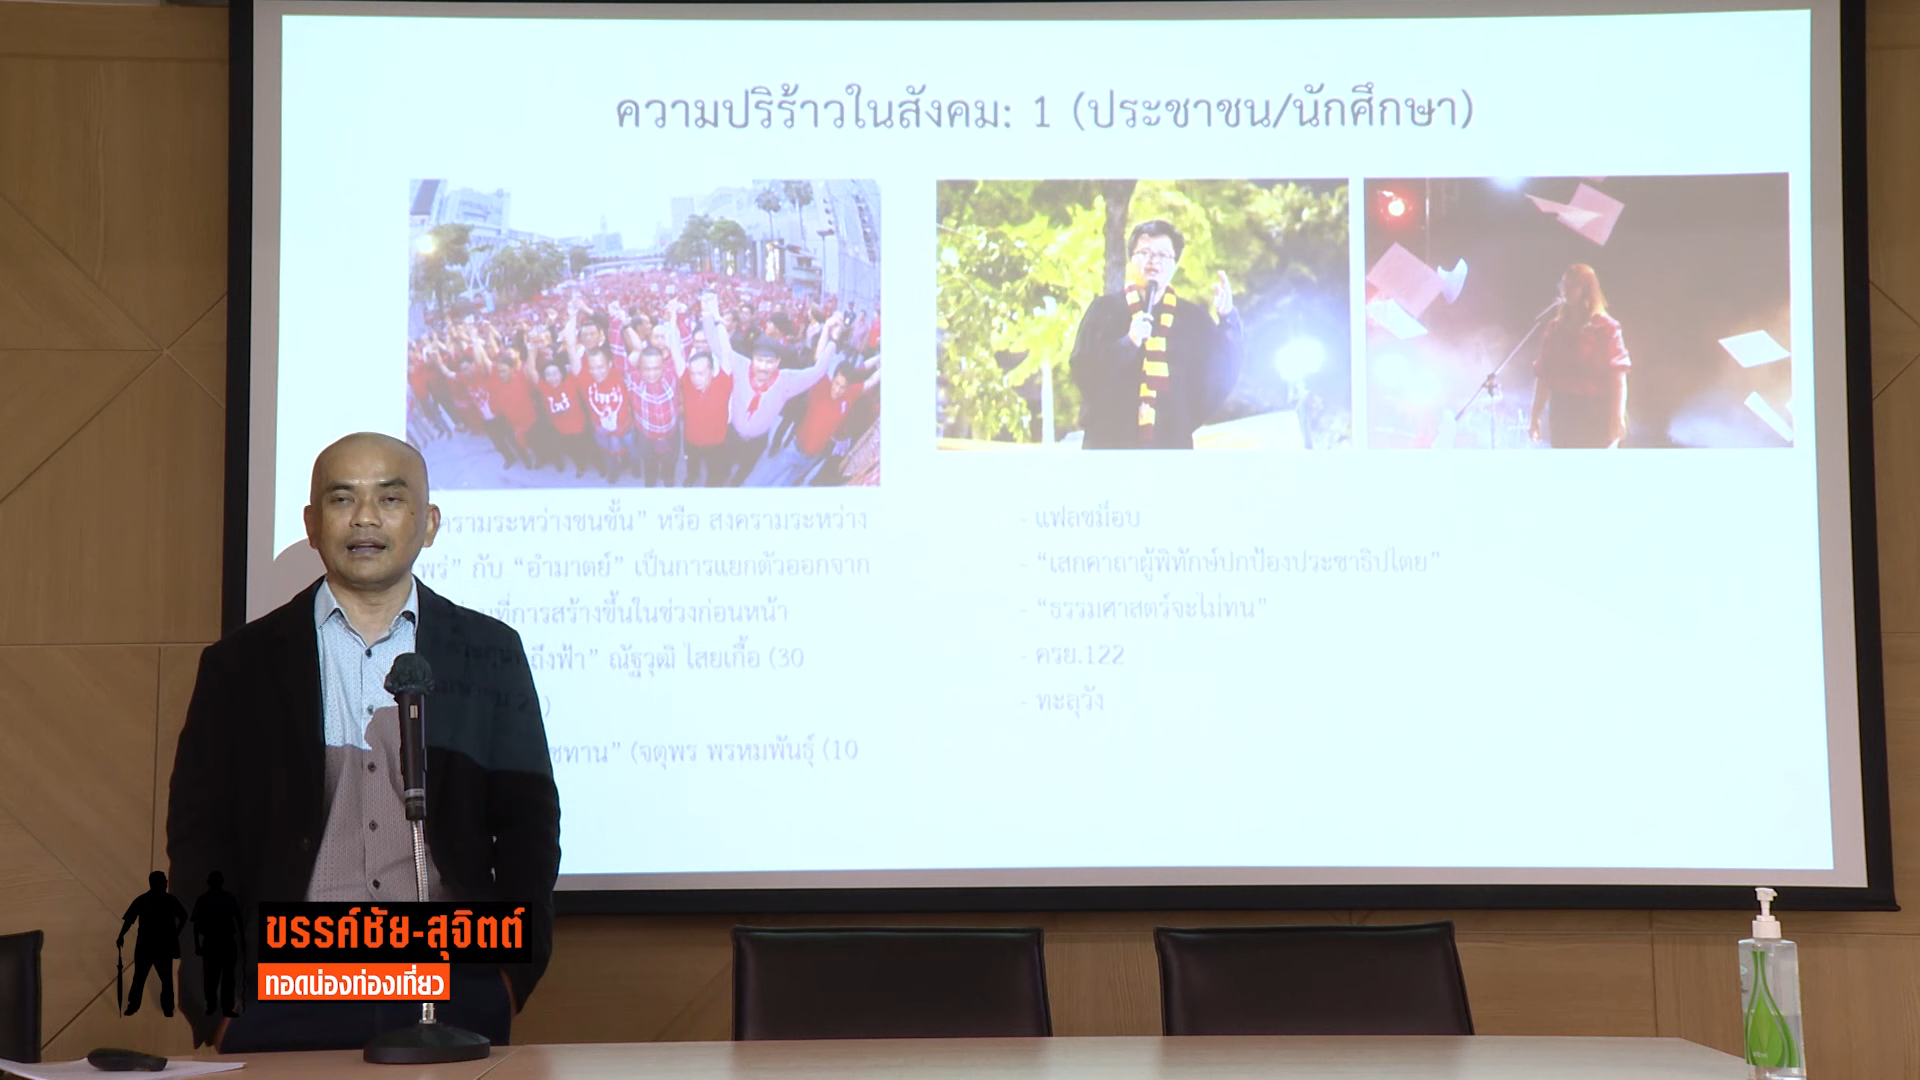 ความปริร้าวในสังคม: 1 (ประชาชน/นักศึกษา)
ไพร่
ครามระหว่างชนชั้น” หรือ สงครามระหว่าง
พร่” กับ “อำมาตย์” เป็นการแยกตัวออกจาก
ที่การสร้างขึ้นในช่วงก่อนหน้า
ถึงฟ้า” ณัฐวุฒิ ใสยเกื้อ (30
ชทาน” (จตุพร พรหมพันธุ์ (10
- แฟลชม็อบ
- “เสกคาถาผู้พิทักษ์ปกป้องประชาธิปไตย”
- “ธรรมศาสตร์จะไม่ทน”
- ครย.122
- ทะลุวัง
ขรรค์ชัย-สุจิตต์
ทอดน่องท่องเที่ยว